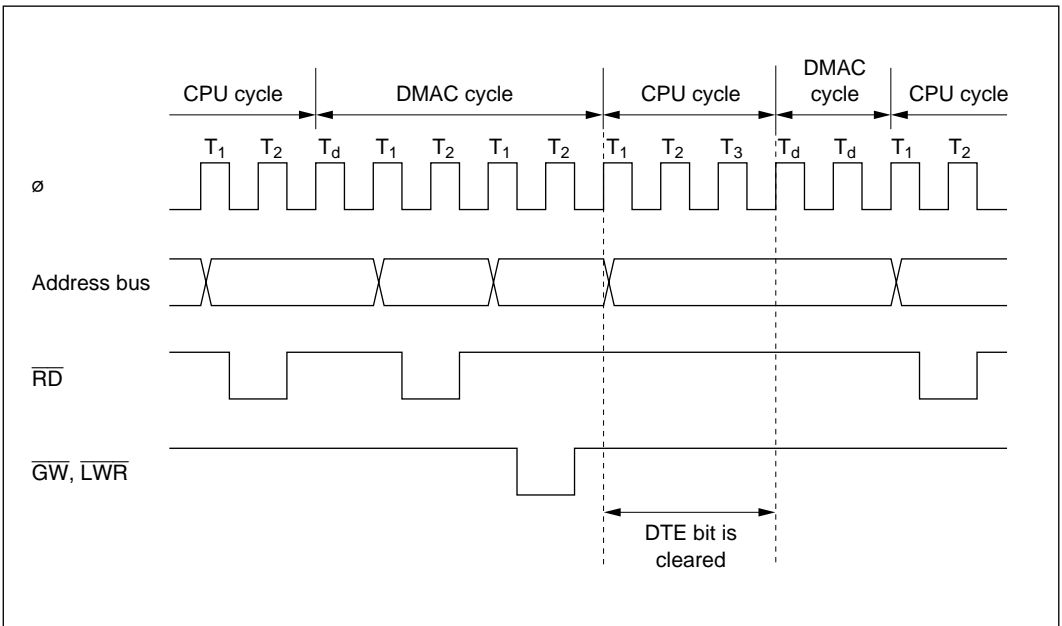 DMAC
cycle
CPU cycle DMAC cycle CPU cycle CPU cycle
T1 T2 Td T1 T2 T1 T2 T1 T2 T3 Td Td T1 T2
ø
Address bus
RD
GW, LWR
DTE bit is
cleared